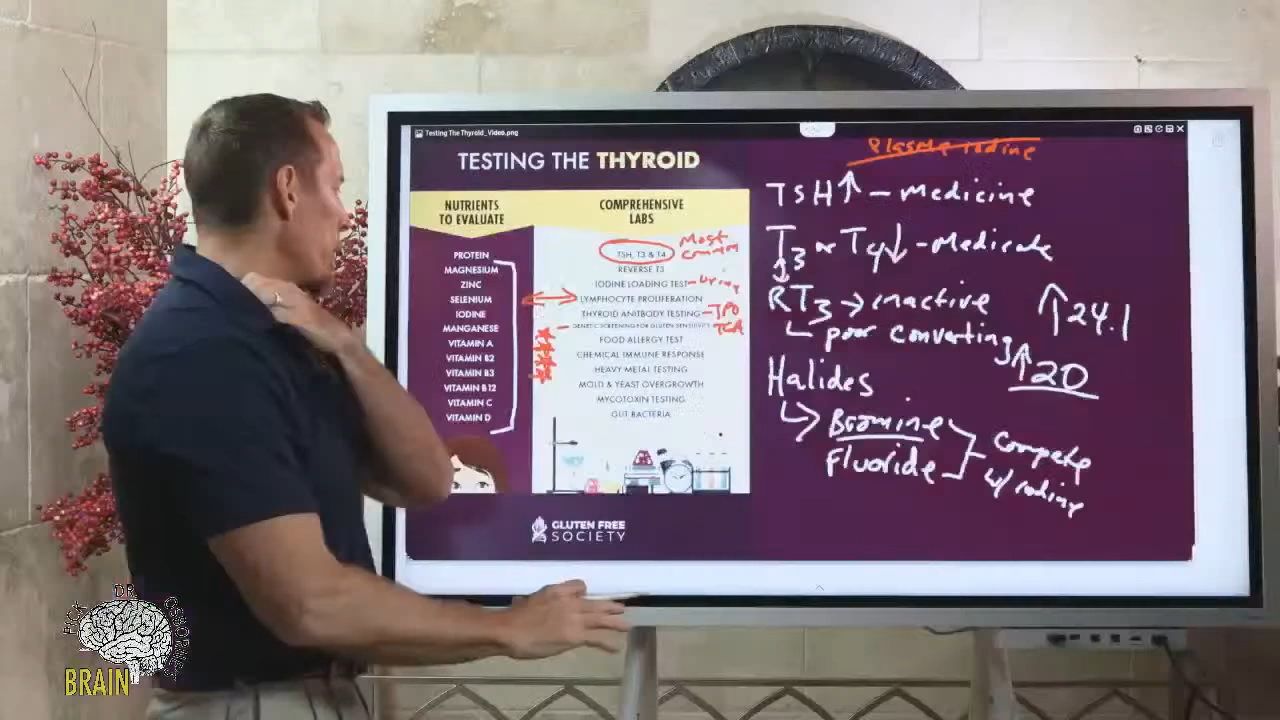 Testing The Thyroid_Video.png
TESTING THE THYROID
NUTRIENTS
TO EVALUATE
PROTEIN
MAGNESIUM
ZINC
SELENIUM
IODINE
MANGANESE
VITAMIN A
VITAMIN B2
VITAMIN B3
VITAMIN B12
VITAMIN C
VITAMIN D
COMPREHENSIVE
LABS
TSH, T3 & T4
Most
common
REVERSE T3
IODINE LOADING TEST - Urine
LYMPHOCYTE PROLIFERATION
THYROID ANITBODY TESTING - TPO
GENETIC SCREENING FOR GLUTEN SENSITIVITY TGA
FOOD ALLERGY TEST
CHEMICAL IMMUNE RESPONSE
HEAVY METAL TESTING
MOLD & YEAST OVERGROWTH
MYCOTOXIN TESTING
GUT BACTERIA
GLUTEN FREE
SOCIETY
Plasma iodine
TSH ↑ - Medicine
T3 or T4 ↓ - Medicate
RT3 → inactive
poor converting
↑ 24.1
↑ 20
Halides
Bromine
Fluoride
Compete
w/ iodine
DR
BRAIN